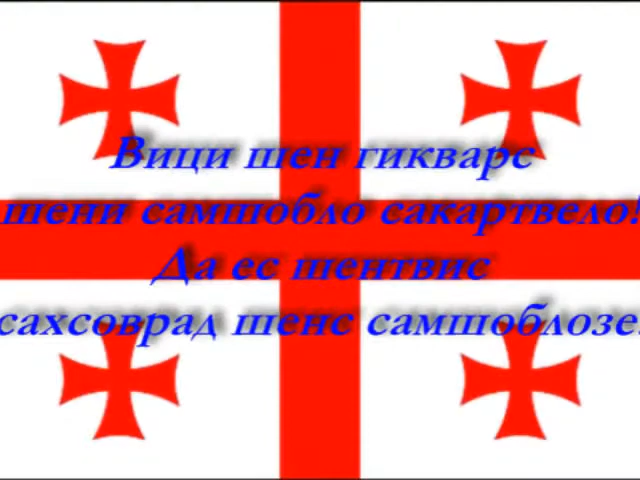 Вици шен гикварс
шени самшобло сакартвело!
Да ес шентвис
сахсоврад шенс самшоблозе.